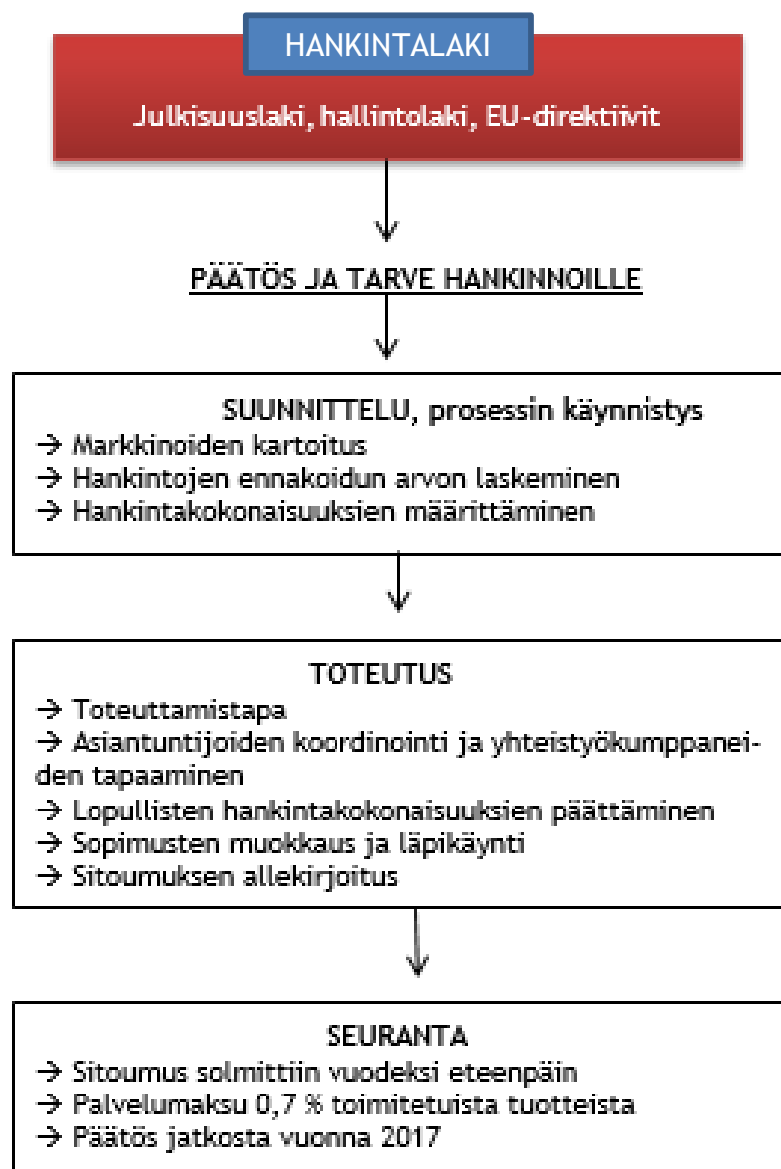 HANKINTALAKI
Julkisuuslaki, hallintolaki, EU-direktiivit
PÄÄTÖS JA TARVE HANKINNOILLE
SUUNNITTELU, prosessin käynnistys
→ Markkinoiden kartoitus
→ Hankintojen ennakoidun arvon laskeminen
→ Hankintakokonaisuuksien määrittäminen
TOTEUTUS
→ Toteuttamistapa
→ Asiantuntijoiden koordinointi ja yhteistyökumppanei-
den tapaaminen
→ Lopullisten hankintakokonaisuuksien päättäminen
→ Sopimusten muokkaus ja läpikäynti
→ Sitoumuksen allekirjoitus
SEURANTA
→ Sitoumus solmittiin vuodeksi eteenpäin
→ Palvelumaksu 0,7 % toimitetuista tuotteista
→ Päätös jatkosta vuonna 2017